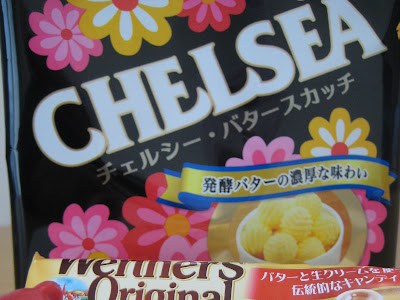 CHELSEA
チェルシー・バタースカッチ
発酵バターの濃厚な味わい
Werther's
Original
バターと生クリームを使
伝統的なキャンディ